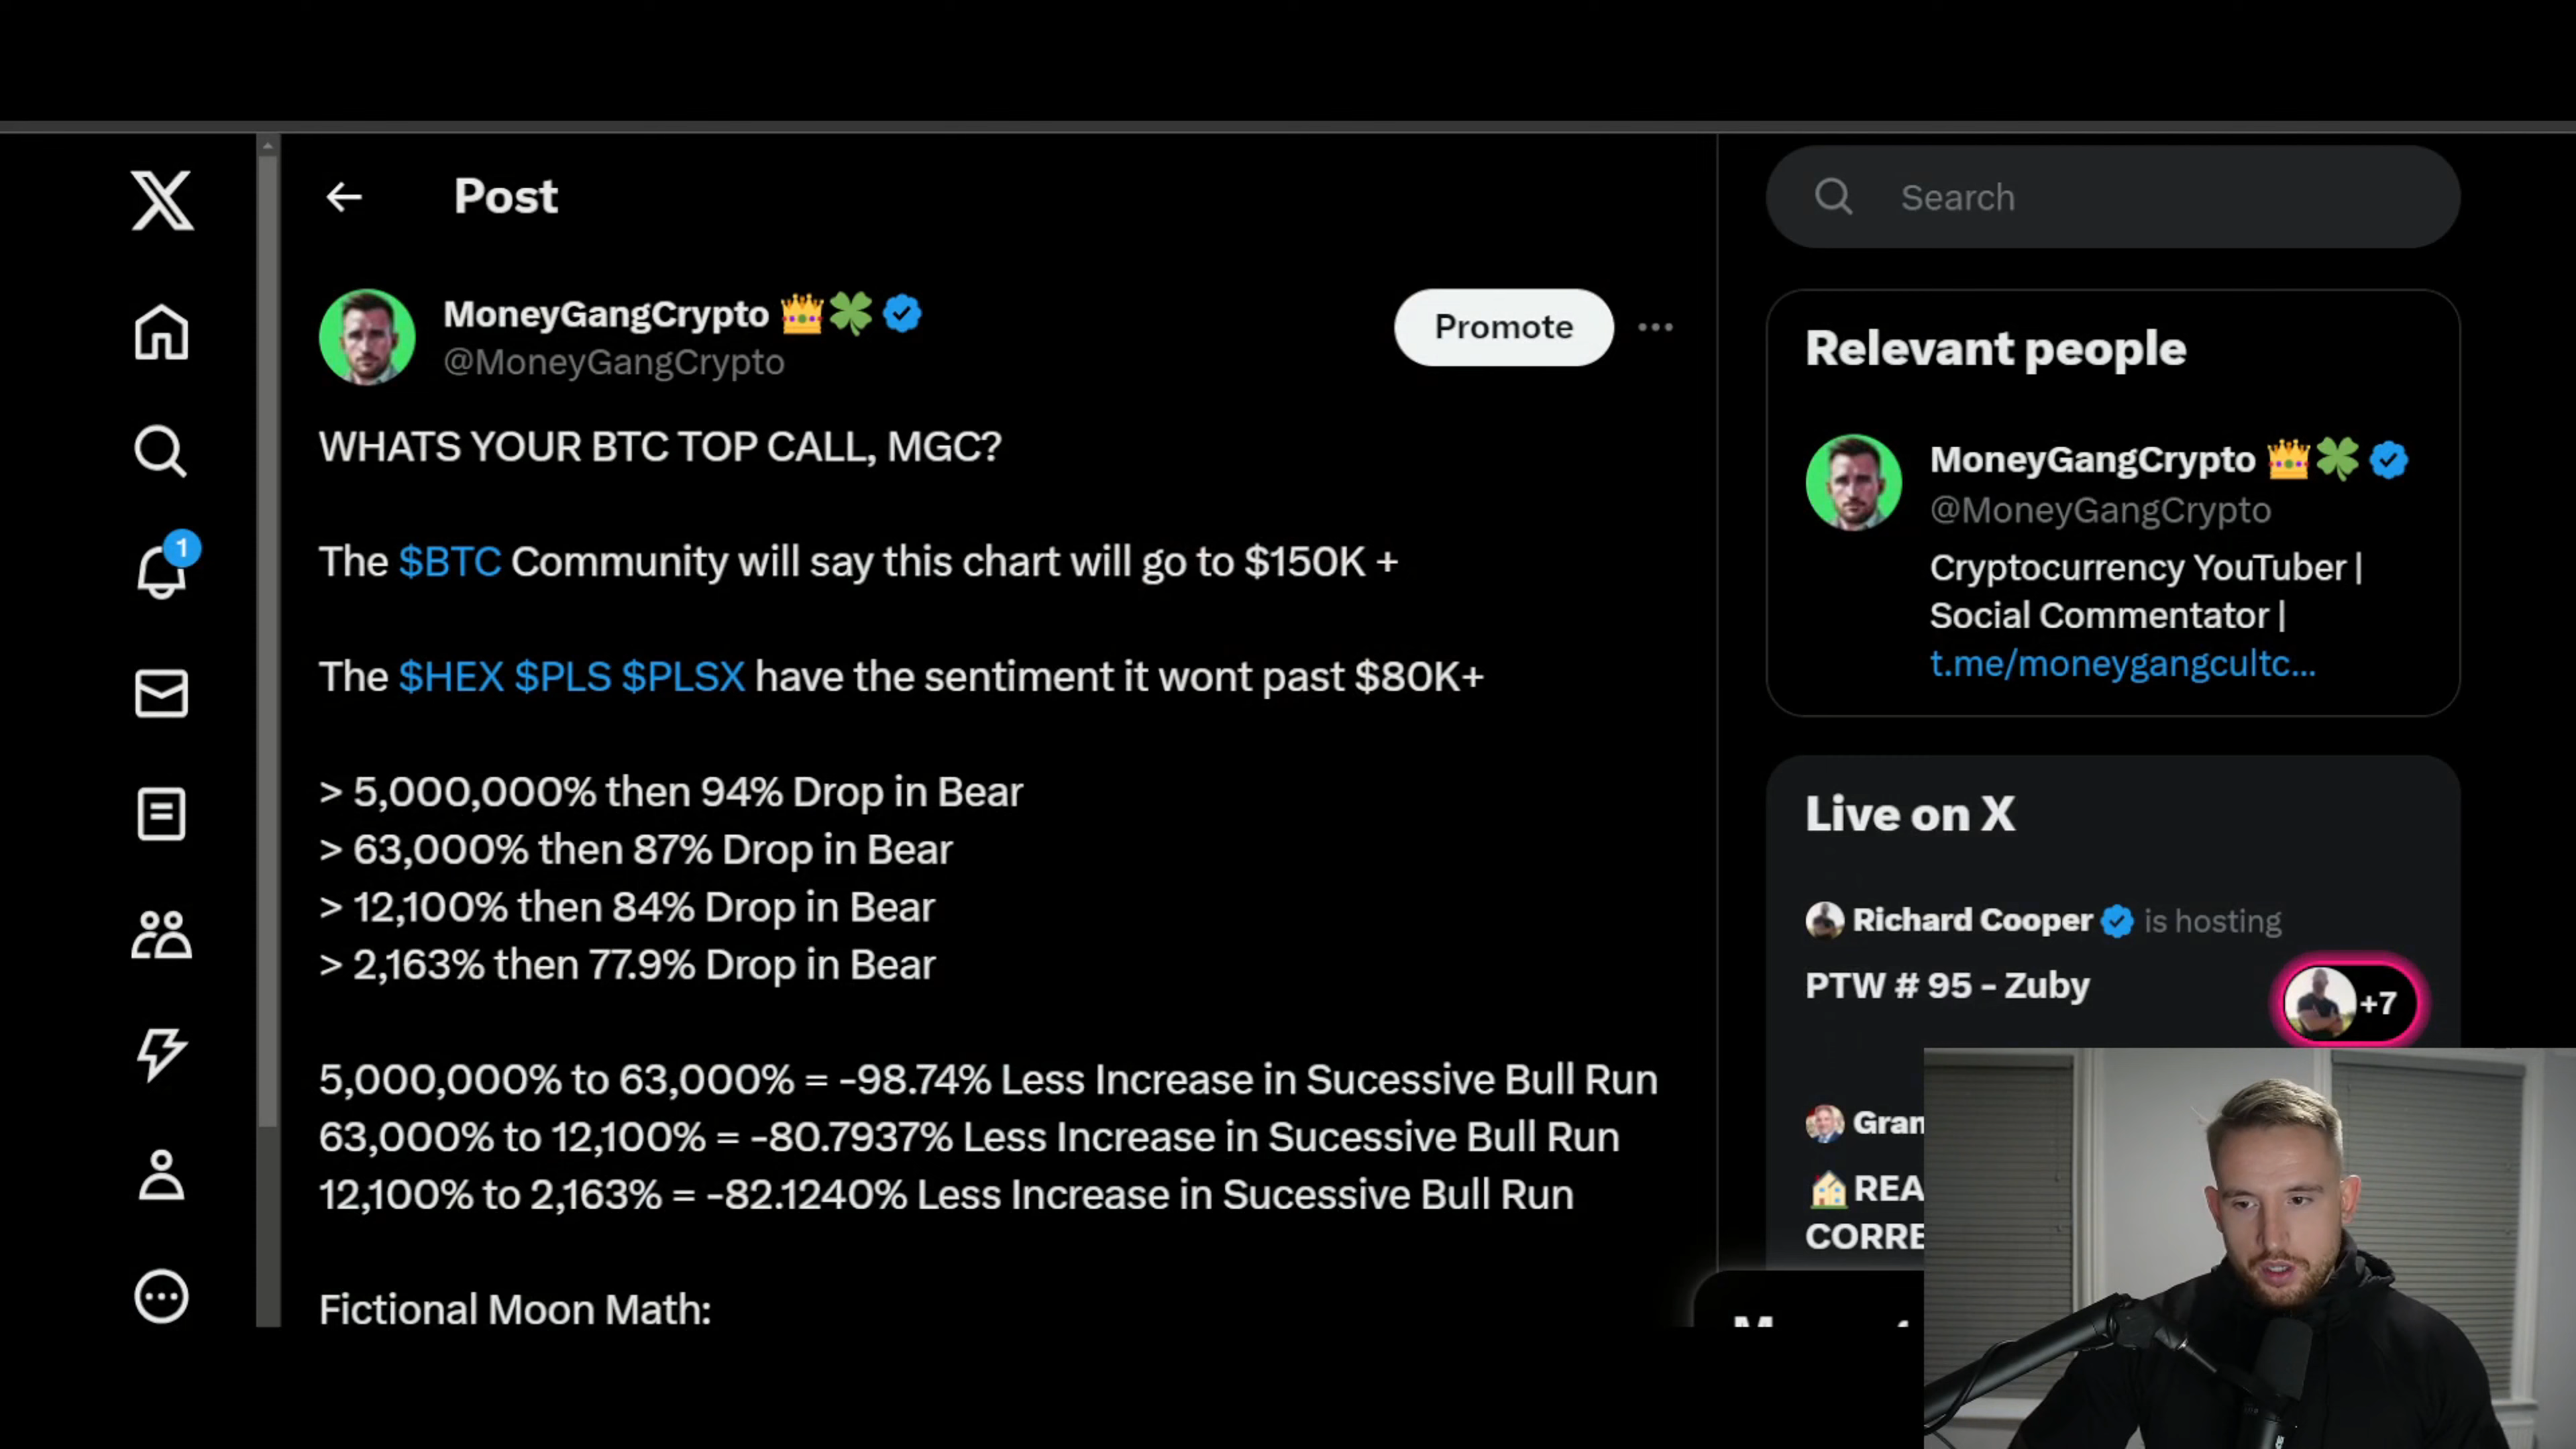 Post
Search
MoneyGangCrypto 👑🍀
@MoneyGangCrypto
Promote
WHATS YOUR BTC TOP CALL, MGC?
The $BTC Community will say this chart will go to $150K +
The $HEX $PLS $PLSX have the sentiment it wont past $80K+
> 5,000,000% then 94% Drop in Bear
> 63,000% then 87% Drop in Bear
> 12,100% then 84% Drop in Bear
> 2,163% then 77.9% Drop in Bear
5,000,000% to 63,000% = -98.74% Less Increase in Sucessive Bull Run
63,000% to 12,100% = -80.7937% Less Increase in Sucessive Bull Run
12,100% to 2,163% = -82.1240% Less Increase in Sucessive Bull Run
Fictional Moon Math:
1
Relevant people
MoneyGangCrypto 👑🍀
@MoneyGangCrypto
Cryptocurrency YouTuber |
Social Commentator |
t.me/moneygangcultc...
Live on X
Richard Cooper is hosting
PTW # 95 - Zuby
+7
Gran
🏠REA
CORRE